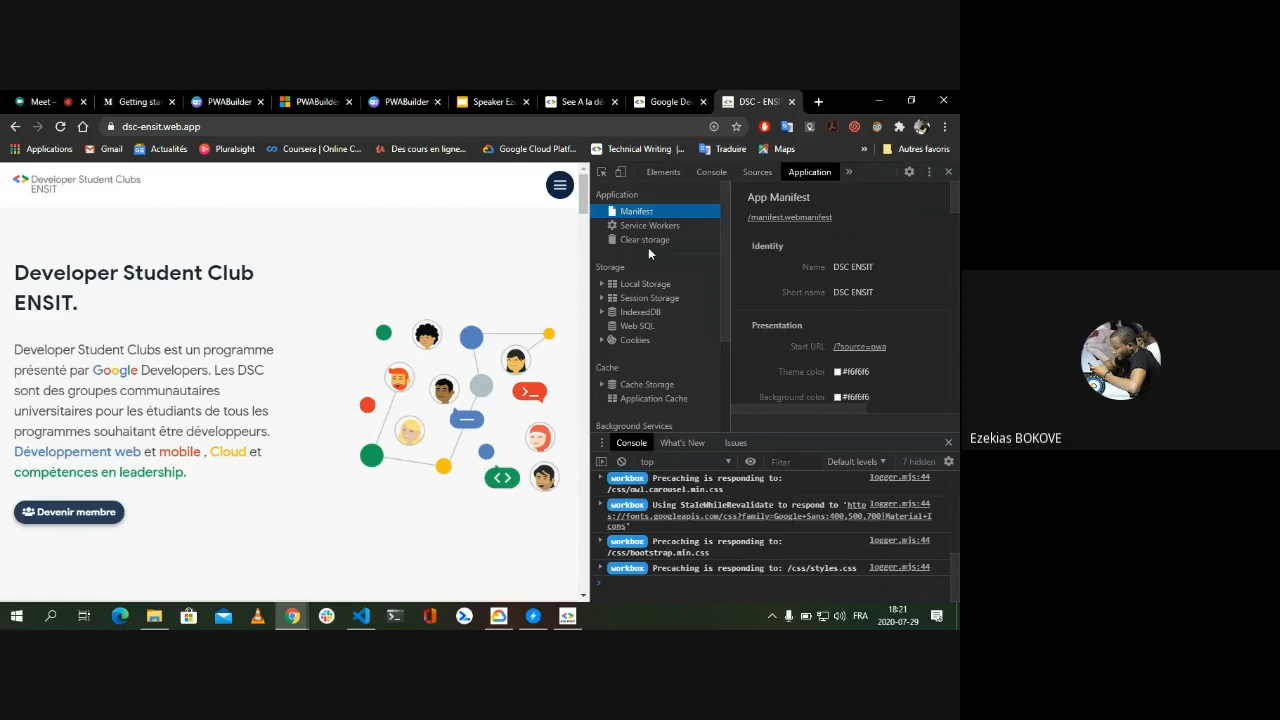 Meet –
Getting sta
PWABuilde
PWABuilde
PWABuilde
Speaker Eze
See A la dé
Google De
DSC - ENSI
dsc-ensit.web.app
Applications
Gmail
Actualités
Pluralsight
Coursera | Online C...
Des cours en ligne...
Google Cloud Platf...
Technical Writing |...
Traduire
Maps
»
Autres favoris
Developer Student Clubs
ENSIT
Developer Student Club
ENSIT.
Developer Student Clubs est un programme
présenté par Google Developers. Les DSC
sont des groupes communautaires
universitaires pour les étudiants de tous les
programmes souhaitant être développeurs.
Développement web et mobile , Cloud et
compétences en leadership.
Devenir membre
Elements
Console
Sources
Application
»
Application
Manifest
Service Workers
Clear storage
Storage
Local Storage
Session Storage
IndexedDB
Web SQL
Cookies
Cache
Cache Storage
Application Cache
Background Services
App Manifest
/manifest.webmanifest
Identity
Name DSC ENSIT
Short name DSC ENSIT
Presentation
Start URL /?source=pwa
Theme color #f6f6f6
Background color #f6f6f6
Console
What's New
Issues
top
Filter
Default levels
7 hidden
workbox Precaching is responding to: logger.mjs:44
/css/owl.carousel.min.css
workbox Using StaleWhileRevalidate to respond to 'http logger.mjs:44
s://fonts.googleapis.com/css?family=Google+Sans:400,500,700|Material+I
cons'
workbox Precaching is responding to: logger.mjs:44
/css/bootstrap.min.css
workbox Precaching is responding to: /css/styles.css logger.mjs:44
FRA
18:21
2020-07-29
Ezekias BOKOVE